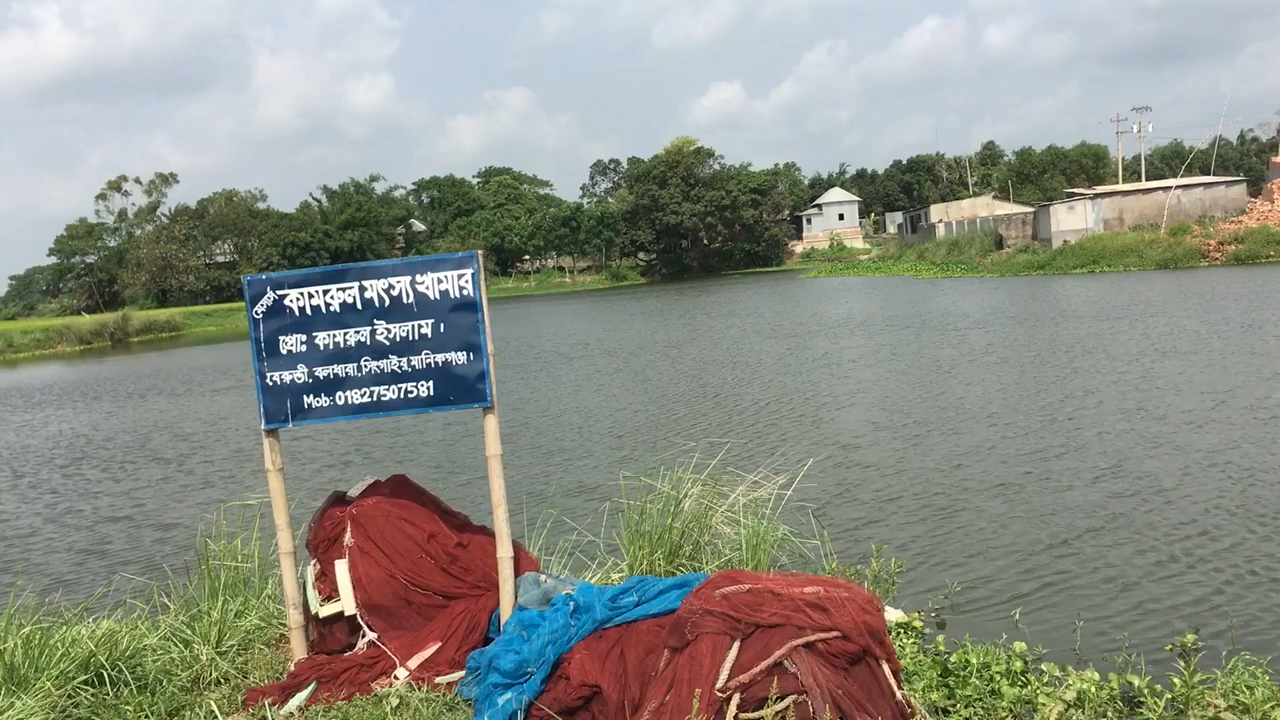 মেসার্স কামরুল মৎস্য খামার
প্রোঃ কামরুল ইসলাম ।
বেরুন্ডী, বলধারা, সিংগাইর, মানিকগঞ্জ ।
Mob: 01827507581